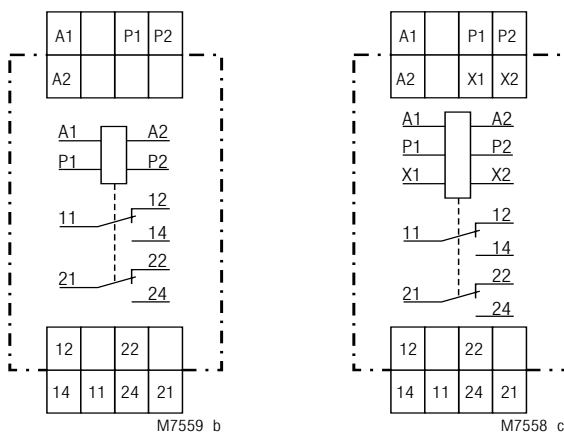 A1 P1 P2
A2
A1 A2
P1 P2
12
11
14
22
21
24
12 22
14 11 24 21
M7559_b
A1 P1 P2
A2 X1 X2
A1 A2
P1 P2
X1 X2
12
11
14
22
21
24
12 22
14 11 24 21
M7558_c